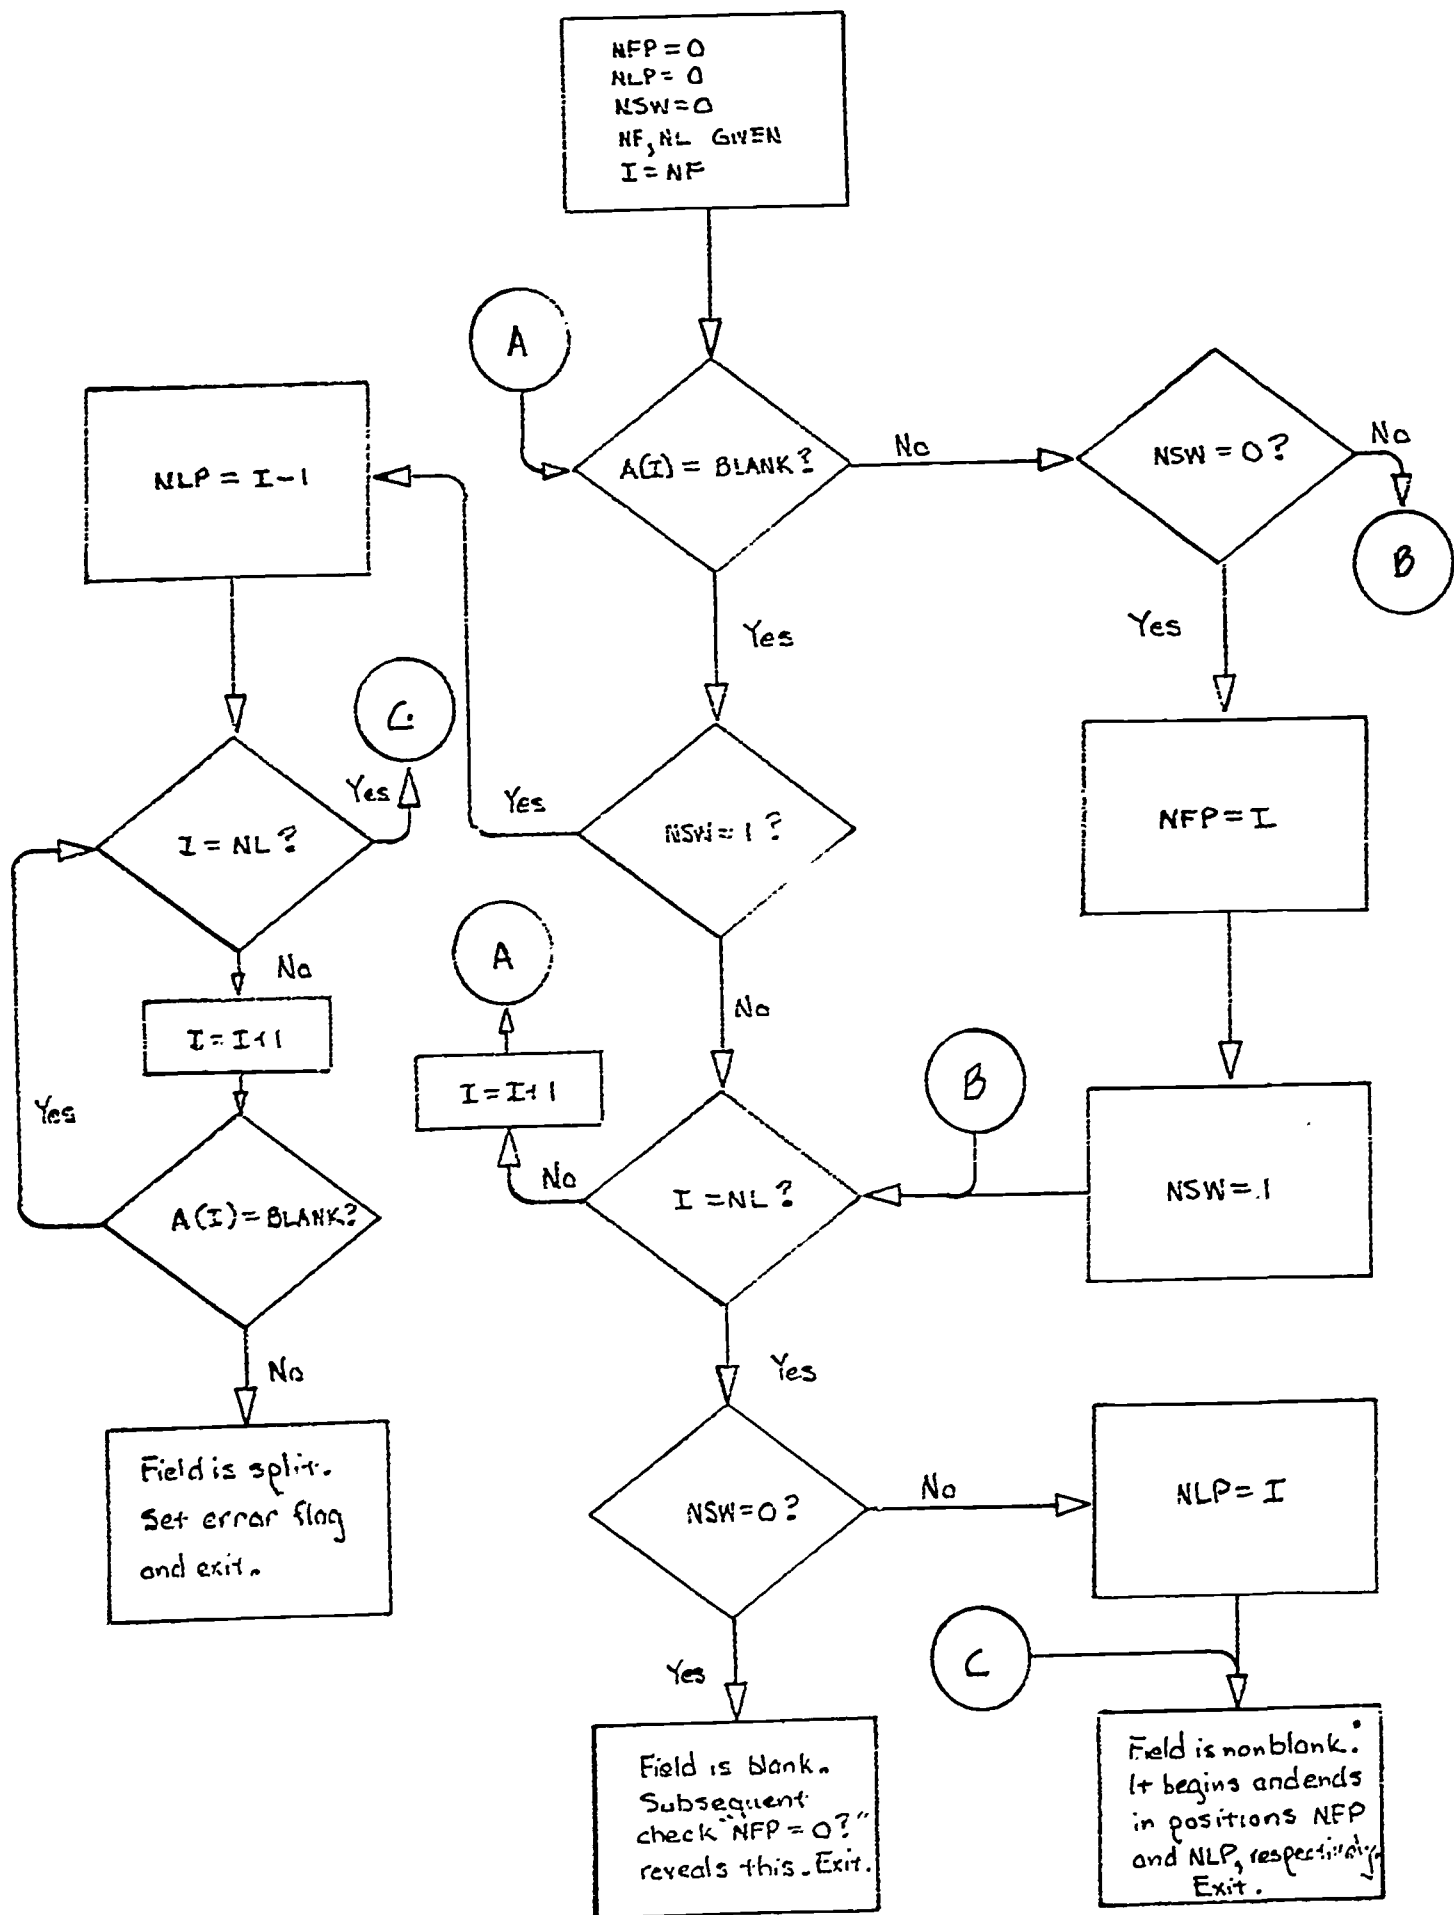 NFP = 0
NLP = 0
NSW = 0
NF, NL GIVEN
I = NF
A
A(I) = BLANK?
No
NSW = 0?
No
B
Yes
NLP = I-1
Yes
C
Yes
I = NL?
Yes
NSW = 1?
NFP = I
No
A
No
I = I+1
I = I+1
B
Yes
No
I = NL?
NSW = 1
A(I) = BLANK?
No
Yes
Field is split.
Set error flag
and exit.
NSW = 0?
No
NLP = I
Yes
C
Field is blank.
Subsequent
check "NFP = 0?"
reveals this. Exit.
Field is nonblank.
It begins and ends
in positions NFP
and NLP, respectively.
Exit.